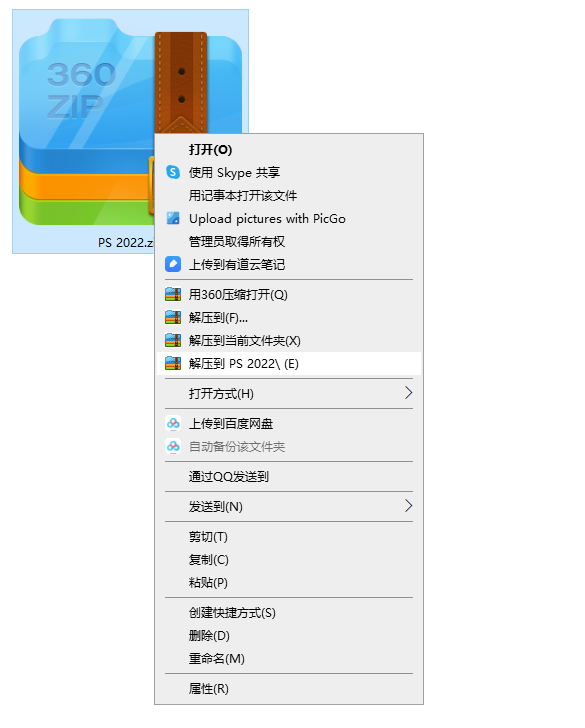 360
ZIP
PS 2022.z
打开(O)
使用 Skype 共享
用记事本打开该文件
Upload pictures with PicGo
管理员取得所有权
上传到有道云笔记
用360压缩打开(Q)
解压到(F)...
解压到当前文件夹(X)
解压到 PS 2022\ (E)
打开方式(H)
上传到百度网盘
自动备份该文件夹
通过QQ发送到
发送到(N)
剪切(T)
复制(C)
粘贴(P)
创建快捷方式(S)
删除(D)
重命名(M)
属性(R)